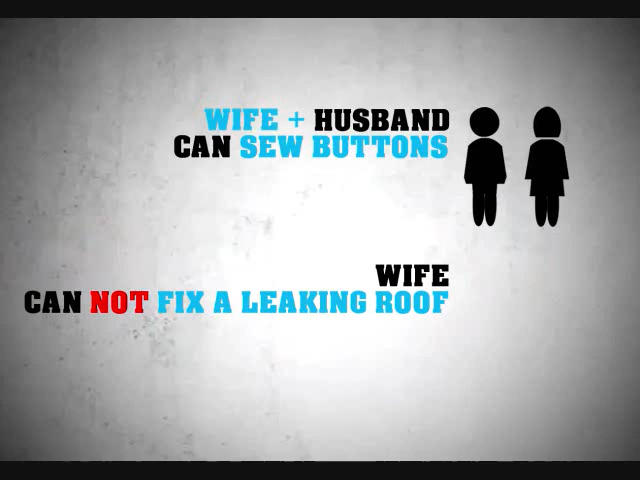 WIFE + HUSBAND
CAN SEW BUTTONS
WIFE
CAN NOT FIX A LEAKING ROOF